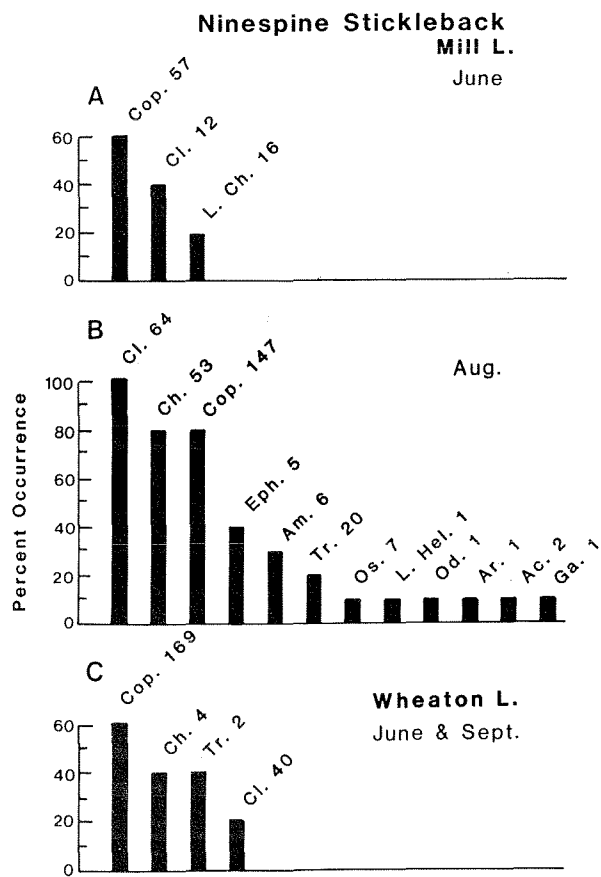 Ninespine Stickleback
Mill L.
June
A
Cop. 57
Cl. 12
L. Ch. 16
60
40
20
0
B
Aug.
Cl. 64
Ch. 53
Cop. 147
Eph. 5
Am. 6
Tr. 20
Os. 7
L. Hel. 1
Od. 1
Ar. 1
Ac. 2
Ga. 1
100
80
60
40
20
0
Percent Occurrence
C
Wheaton L.
June & Sept.
Cop. 169
Ch. 4
Tr. 2
Cl. 40
60
40
20
0